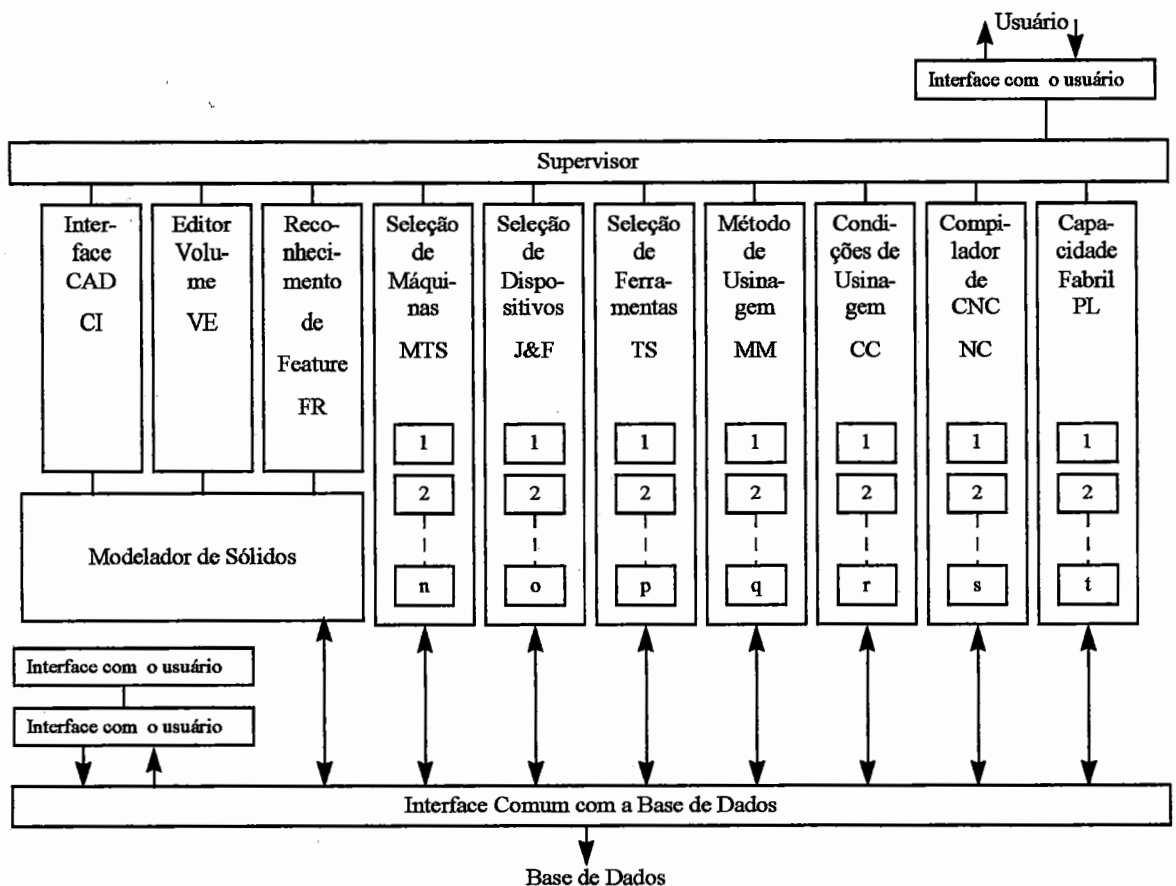 Usuário
Interface com o usuário
Supervisor
Inter-
face
CAD
CI
Editor
Volu-
me
VE
Reco-
nheci-
mento
de
Feature
FR
Seleção
de
Máqui-
nas
MTS
1
2
n
Seleção
de
Dispo-
sitivos
J&F
1
2
o
Seleção
de
Ferra-
mentas
TS
1
2
p
Método
de
Usina-
gem
MM
1
2
q
Condi-
ções de
Usina-
gem
CC
1
2
r
Compi-
lador
de
CNC
NC
1
2
s
Capa-
cidade
Fabril
PL
1
2
t
Modelador de Sólidos
Interface com o usuário
Interface com o usuário
Interface Comum com a Base de Dados
Base de Dados